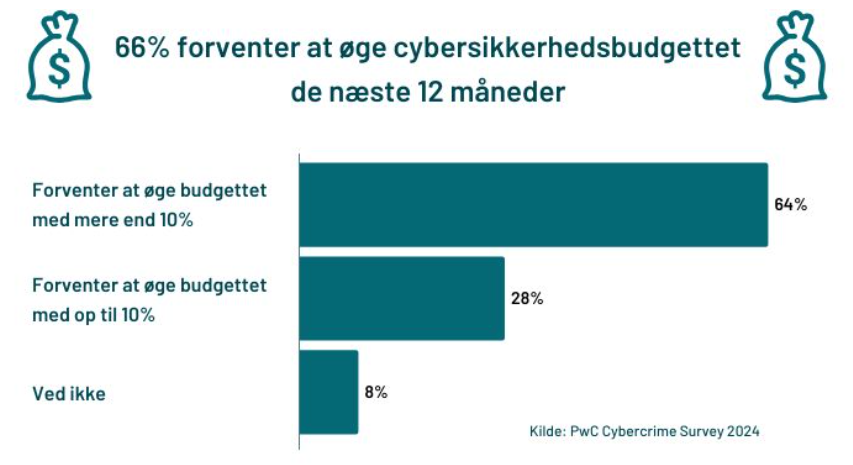 66% forventer at øge cybersikkerhedsbudgettet
de næste 12 måneder
$
$
Forventer at øge budgettet
med mere end 10%
64%
Forventer at øge budgettet
med op til 10%
28%
Ved ikke
8%
Kilde: PwC Cybercrime Survey 2024